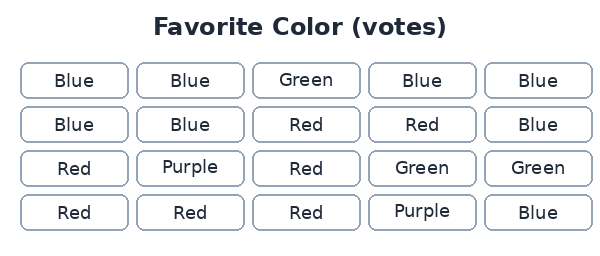 Favorite Color (votes)
Blue Blue Green Blue Blue
Blue Blue Red Red Blue
Red Purple Red Green Green
Red Red Red Purple Blue